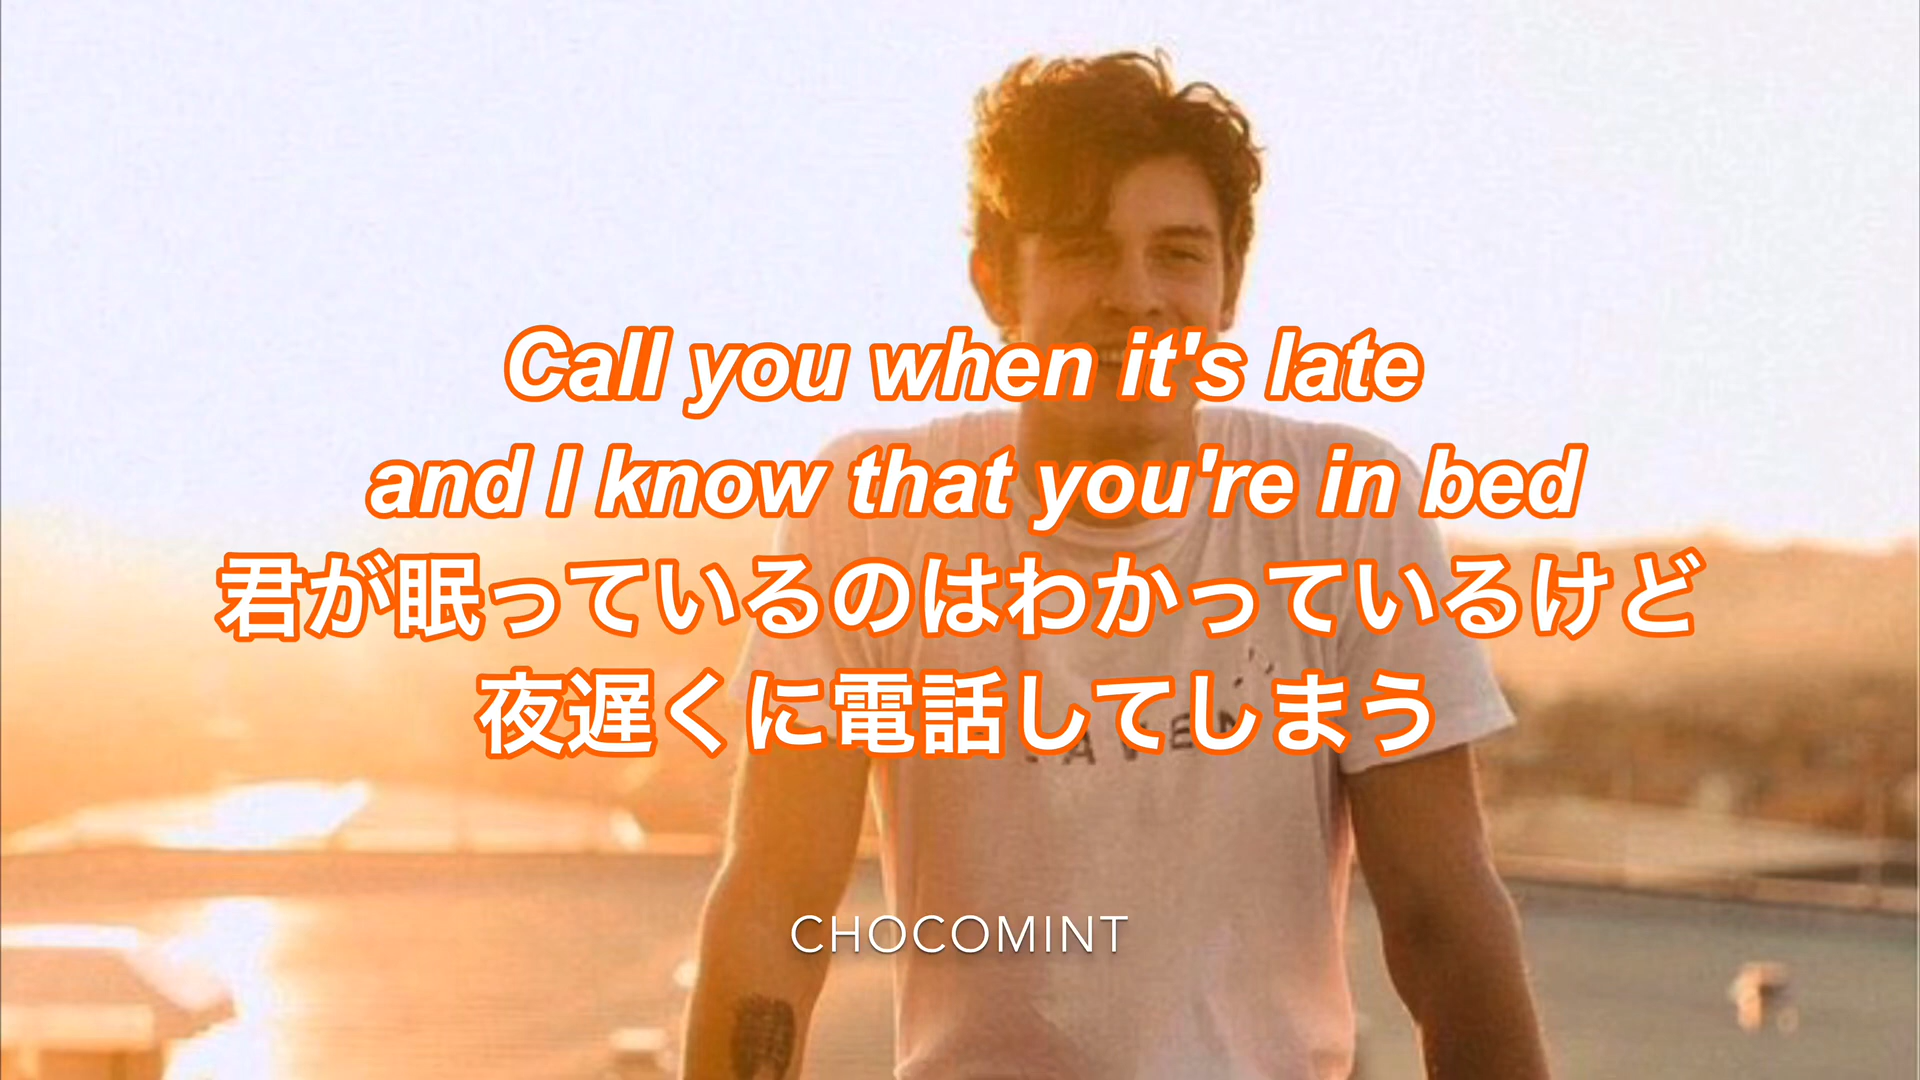 Call you when it's late
and I know that you're in bed
君が眠っているのはわかっているけど
夜遅くに電話してしまう
CHOCOMINT